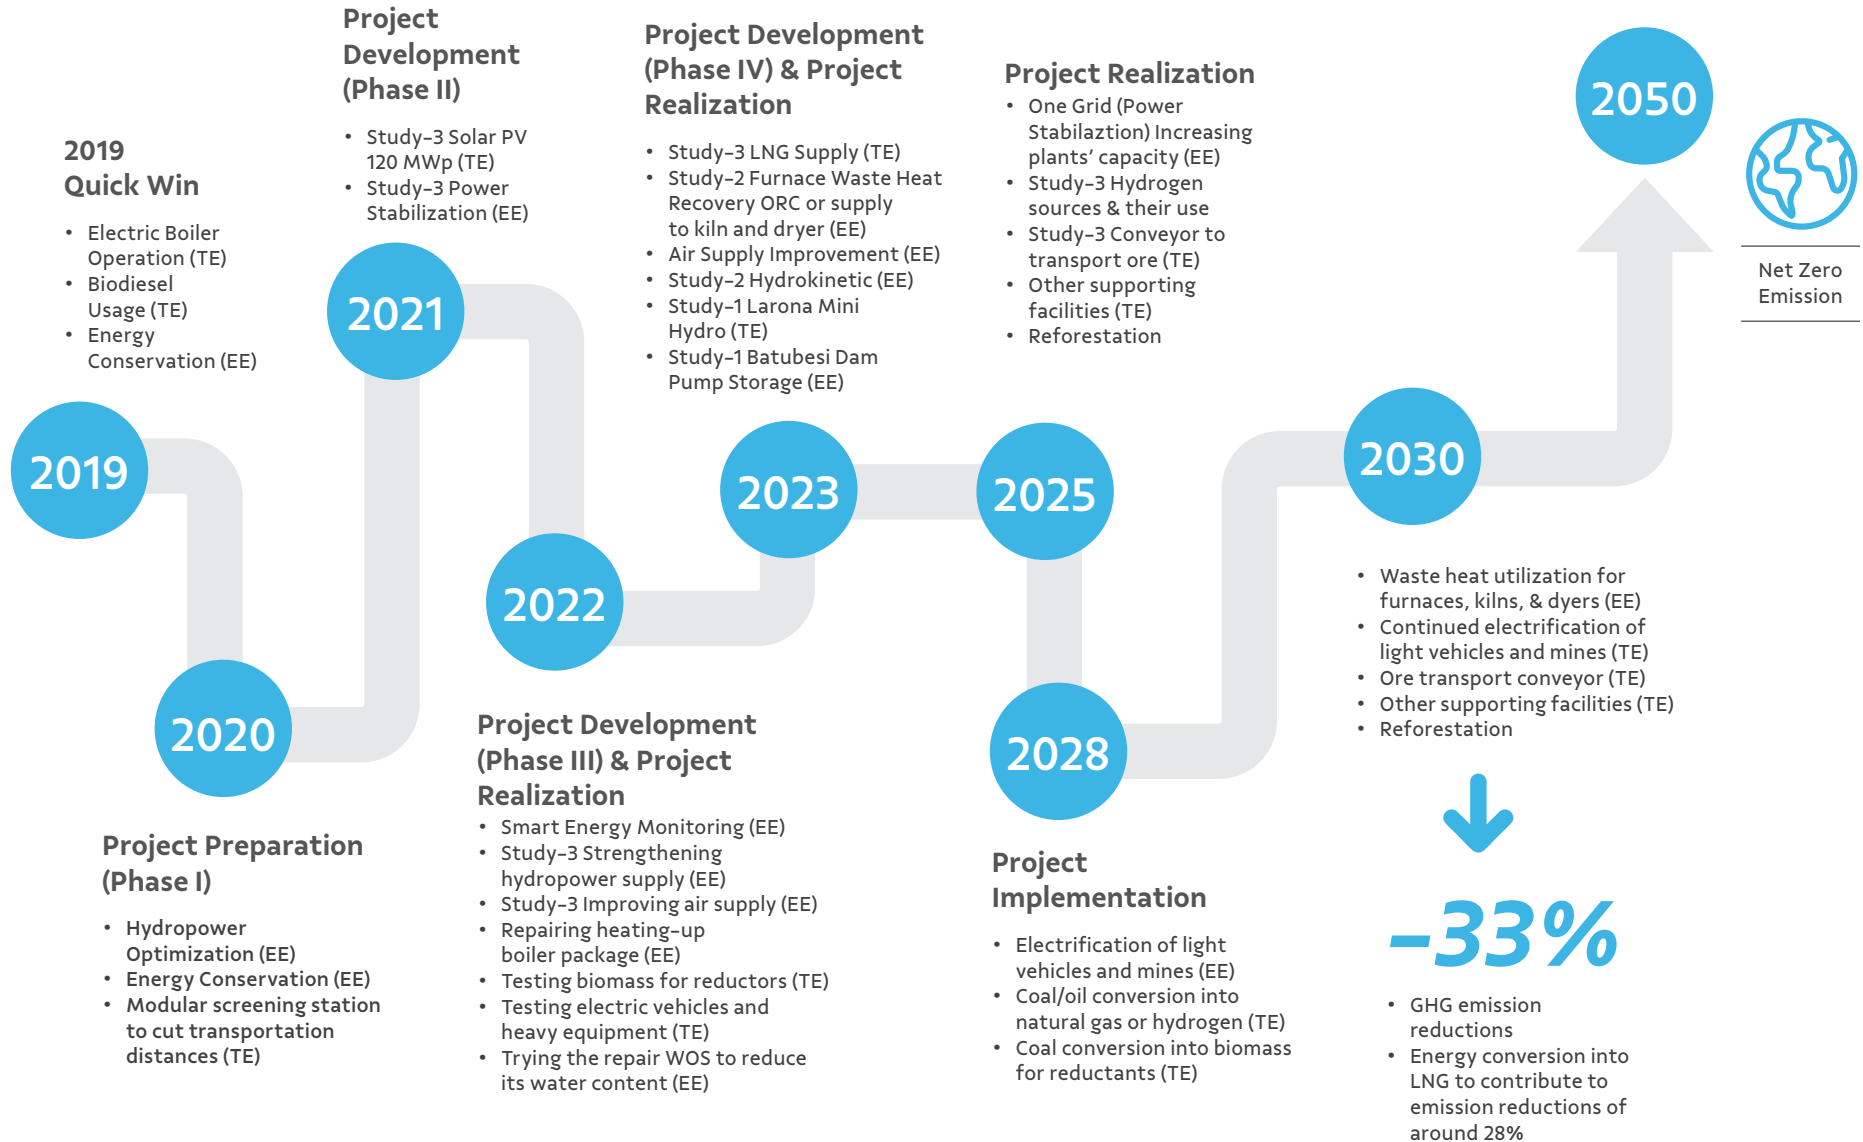 2019
Quick Win
• Electric Boiler
Operation (TE)
• Biodiesel
Usage (TE)
• Energy
Conservation (EE)
2019
2020
Project Preparation
(Phase I)
• Hydropower
Optimization (EE)
• Energy Conservation (EE)
• Modular screening station
to cut transportation
distances (TE)
Project
Development
(Phase II)
• Study-3 Solar PV
120 MWp (TE)
• Study-3 Power
Stabilization (EE)
2021
2022
Project Development
(Phase III) & Project
Realization
• Smart Energy Monitoring (EE)
• Study-3 Strengthening
hydropower supply (EE)
• Study-3 Improving air supply (EE)
• Repairing heating-up
boiler package (EE)
• Testing biomass for reductors (TE)
• Testing electric vehicles and
heavy equipment (TE)
• Trying the repair WOS to reduce
its water content (EE)
Project Development
(Phase IV) & Project
Realization
• Study-3 LNG Supply (TE)
• Study-2 Furnace Waste Heat
Recovery ORC or supply
to kiln and dryer (EE)
• Air Supply Improvement (EE)
• Study-2 Hydrokinetic (EE)
• Study-1 Larona Mini
Hydro (TE)
• Study-1 Batubesi Dam
Pump Storage (EE)
2023
Project Realization
• One Grid (Power
Stabilaztion) Increasing
plants’ capacity (EE)
• Study-3 Hydrogen
sources & their use
• Study-3 Conveyor to
transport ore (TE)
• Other supporting
facilities (TE)
• Reforestation
2025
2028
Project
Implementation
• Electrification of light
vehicles and mines (EE)
• Coal/oil conversion into
natural gas or hydrogen (TE)
• Coal conversion into biomass
for reductants (TE)
2030
• Waste heat utilization for
furnaces, kilns, & dyers (EE)
• Continued electrification of
light vehicles and mines (TE)
• Ore transport conveyor (TE)
• Other supporting facilities (TE)
• Reforestation
-33%
• GHG emission
reductions
• Energy conversion into
LNG to contribute to
emission reductions of
around 28%
2050
Net Zero
Emission